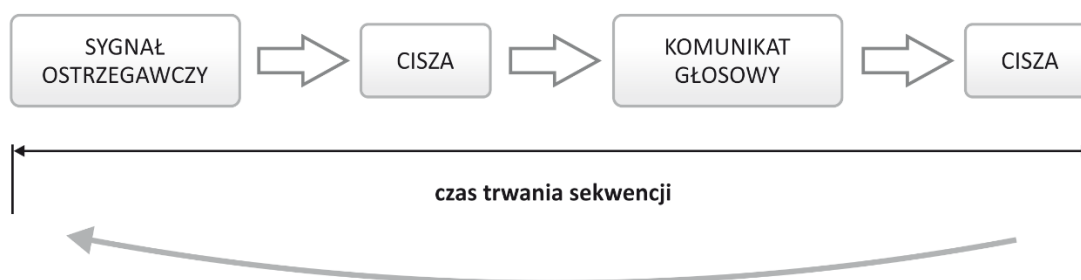 SYGNAŁ
OSTRZEGAWCZY
CISZA
KOMUNIKAT
GŁOSOWY
CISZA
czas trwania sekwencji